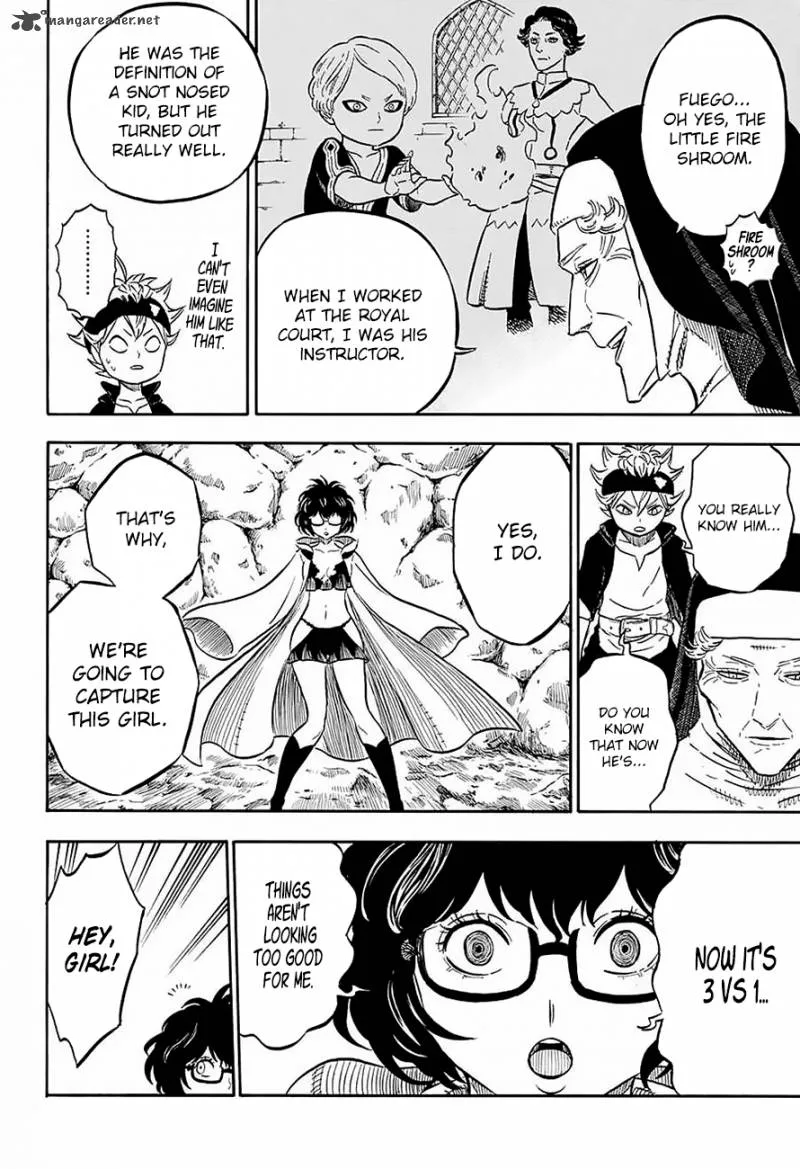 mangareader.net
FUEGO...
OH YES, THE
LITTLE FIRE
SHROOM.
FIRE
SHROOM
?
WHEN I WORKED
AT THE ROYAL
COURT, I WAS HIS
INSTRUCTOR.
HE WAS THE
DEFINITION OF
A SNOT NOSED
KID, BUT HE
TURNED OUT
REALLY WELL.
I
CAN'T
EVEN
IMAGINE
HIM LIKE
THAT.
.........
YOU REALLY
KNOW HIM...
DO YOU
KNOW
THAT NOW
HE'S...
YES,
I DO.
THAT'S
WHY,
WE'RE
GOING TO
CAPTURE
THIS GIRL.
NOW IT'S
3 VS 1...
THINGS
AREN'T
LOOKING
TOO GOOD
FOR ME.
HEY,
GIRL!